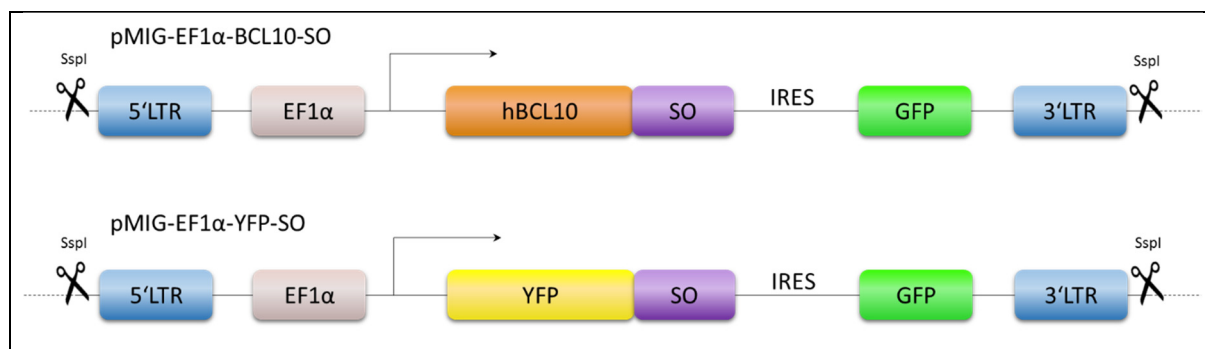 pMIG-EF1α-BCL10-SO
SspI SspI
5‘LTR EF1α hBCL10 SO IRES GFP 3‘LTR
pMIG-EF1α-YFP-SO
SspI SspI
5‘LTR EF1α YFP SO IRES GFP 3‘LTR